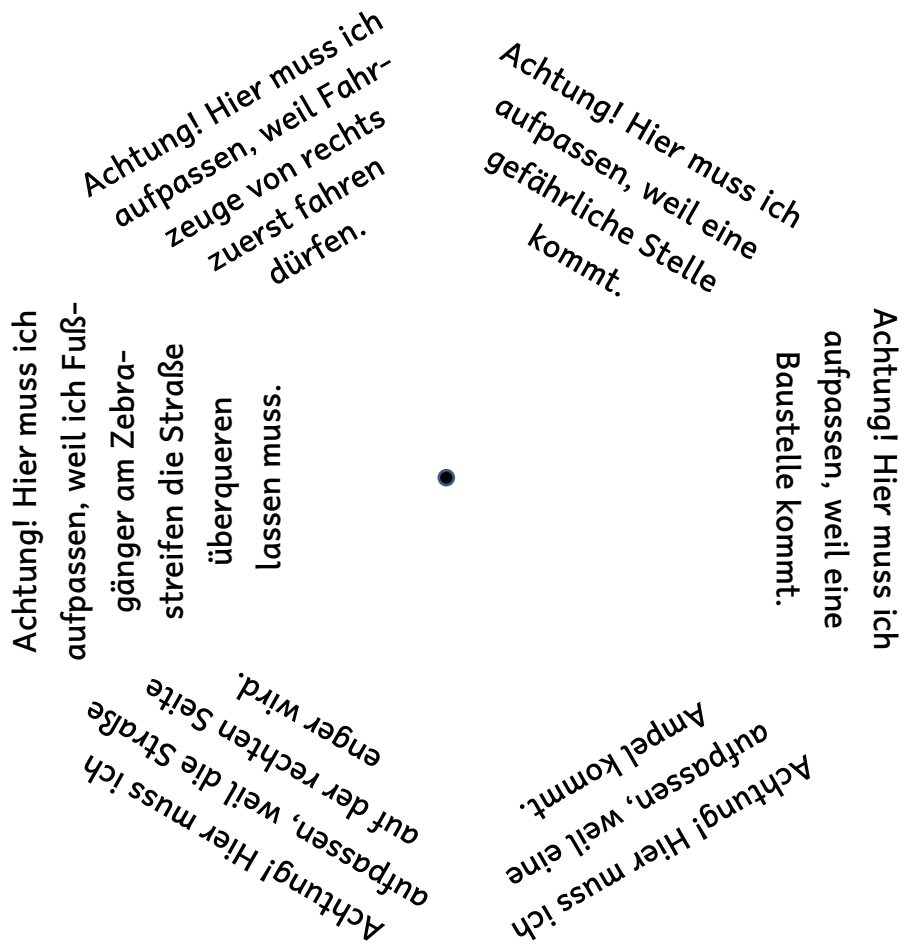 Achtung! Hier muss ich
aufpassen, weil Fahr-
zeuge von rechts
zuerst fahren
dürfen.
Achtung! Hier muss ich
aufpassen, weil eine
gefährliche Stelle
kommt.
Achtung! Hier muss ich
aufpassen, weil eine
Baustelle kommt.
Achtung! Hier muss ich
aufpassen, weil eine
Ampel kommt.
Achtung! Hier muss ich
aufpassen, weil die Straße
auf der rechten Seite
enger wird.
Achtung! Hier muss ich
aufpassen, weil ich Fuß-
gänger am Zebra-
streifen die Straße
überqueren
lassen muss.